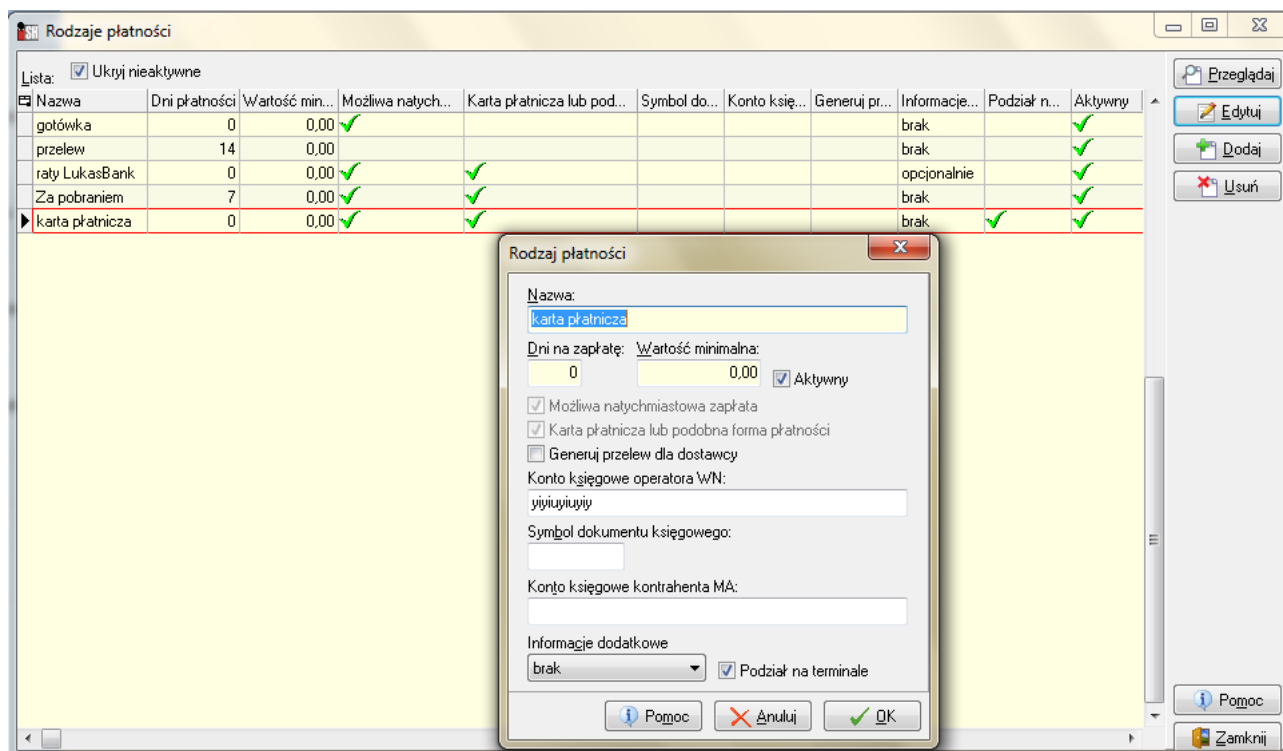 Rodzaje płatności
Lista: Ukryj nieaktywne
Nazwa Dni płatności Wartość min... Możliwa natych... Karta płatnicza lub pod... Symbol do... Konto księ... Generuj pr... Informacje... Podział n... Aktywny
gotówka 0 0,00 brak
przelew 14 0,00 brak
raty LukasBank 0 0,00 opcjonalnie
Za pobraniem 7 0,00 brak
karta płatnicza 0 0,00 brak
Przeglądaj
Edytuj
Dodaj
Usuń
Rodzaj płatności
Nazwa:
karta płatnicza
Dni na zapłatę: Wartość minimalna:
0 0,00 Aktywny
Możliwa natychmiastowa zapłata
Karta płatnicza lub podobna forma płatności
Generuj przelew dla dostawcy
Konto księgowe operatora WN:
yiyiuyiuyiy
Symbol dokumentu księgowego:
Konto księgowe kontrahenta MA:
Informacje dodatkowe
brak Podział na terminale
Pomoc Anuluj OK
Pomoc
Zamknij